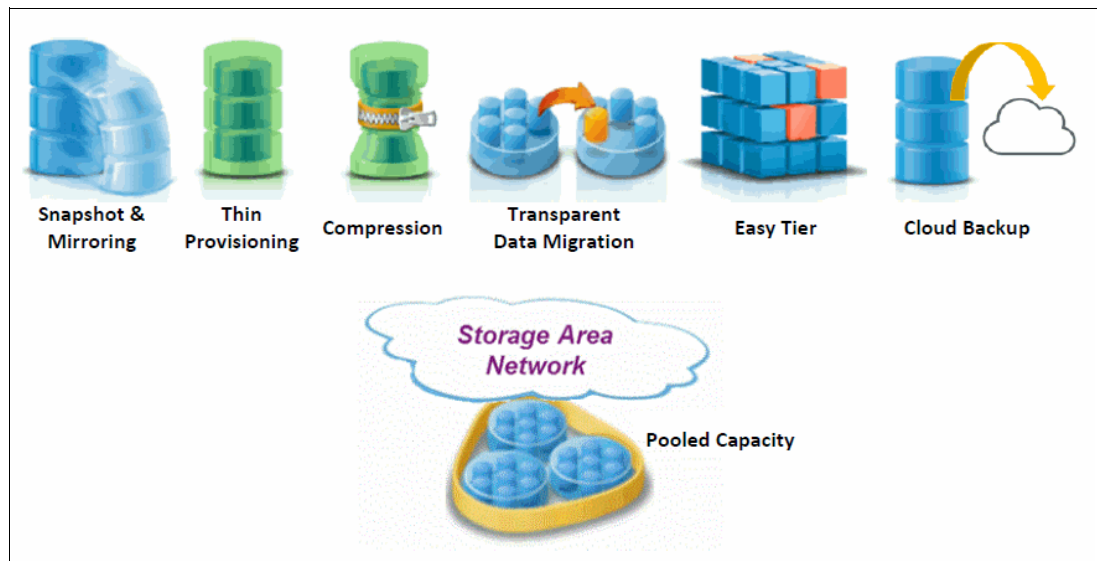 Snapshot &
Mirroring
Thin
Provisioning
Compression
Transparent
Data Migration
Easy Tier
Cloud Backup
Storage Area
Network
Pooled Capacity